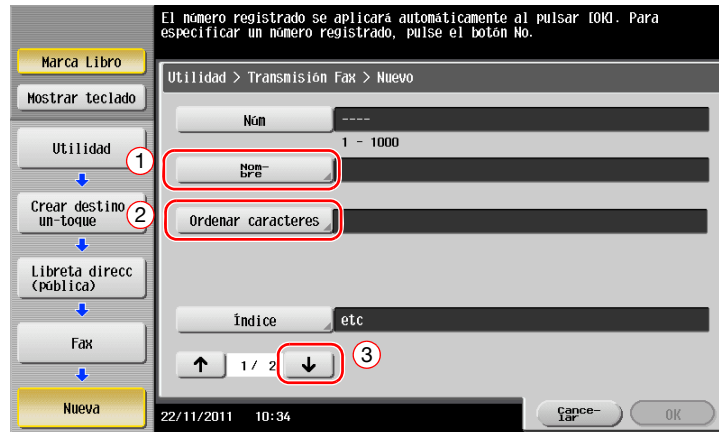 El número registrado se aplicará automáticamente al pulsar [OK]. Para
especificar un número registrado, pulse el botón No.
Marca Libro
Mostrar teclado
Utilidad
Crear destino
un-toque
Libreta direcc
(pública)
Fax
Nueva
Utilidad > Transmisión Fax > Nuevo
Núm
----
1 - 1000
1
Nom-
bre
2
Ordenar caracteres
Índice
etc
↑ 1/ 2 ↓
3
22/11/2011 10:34
Cance-
lar
OK